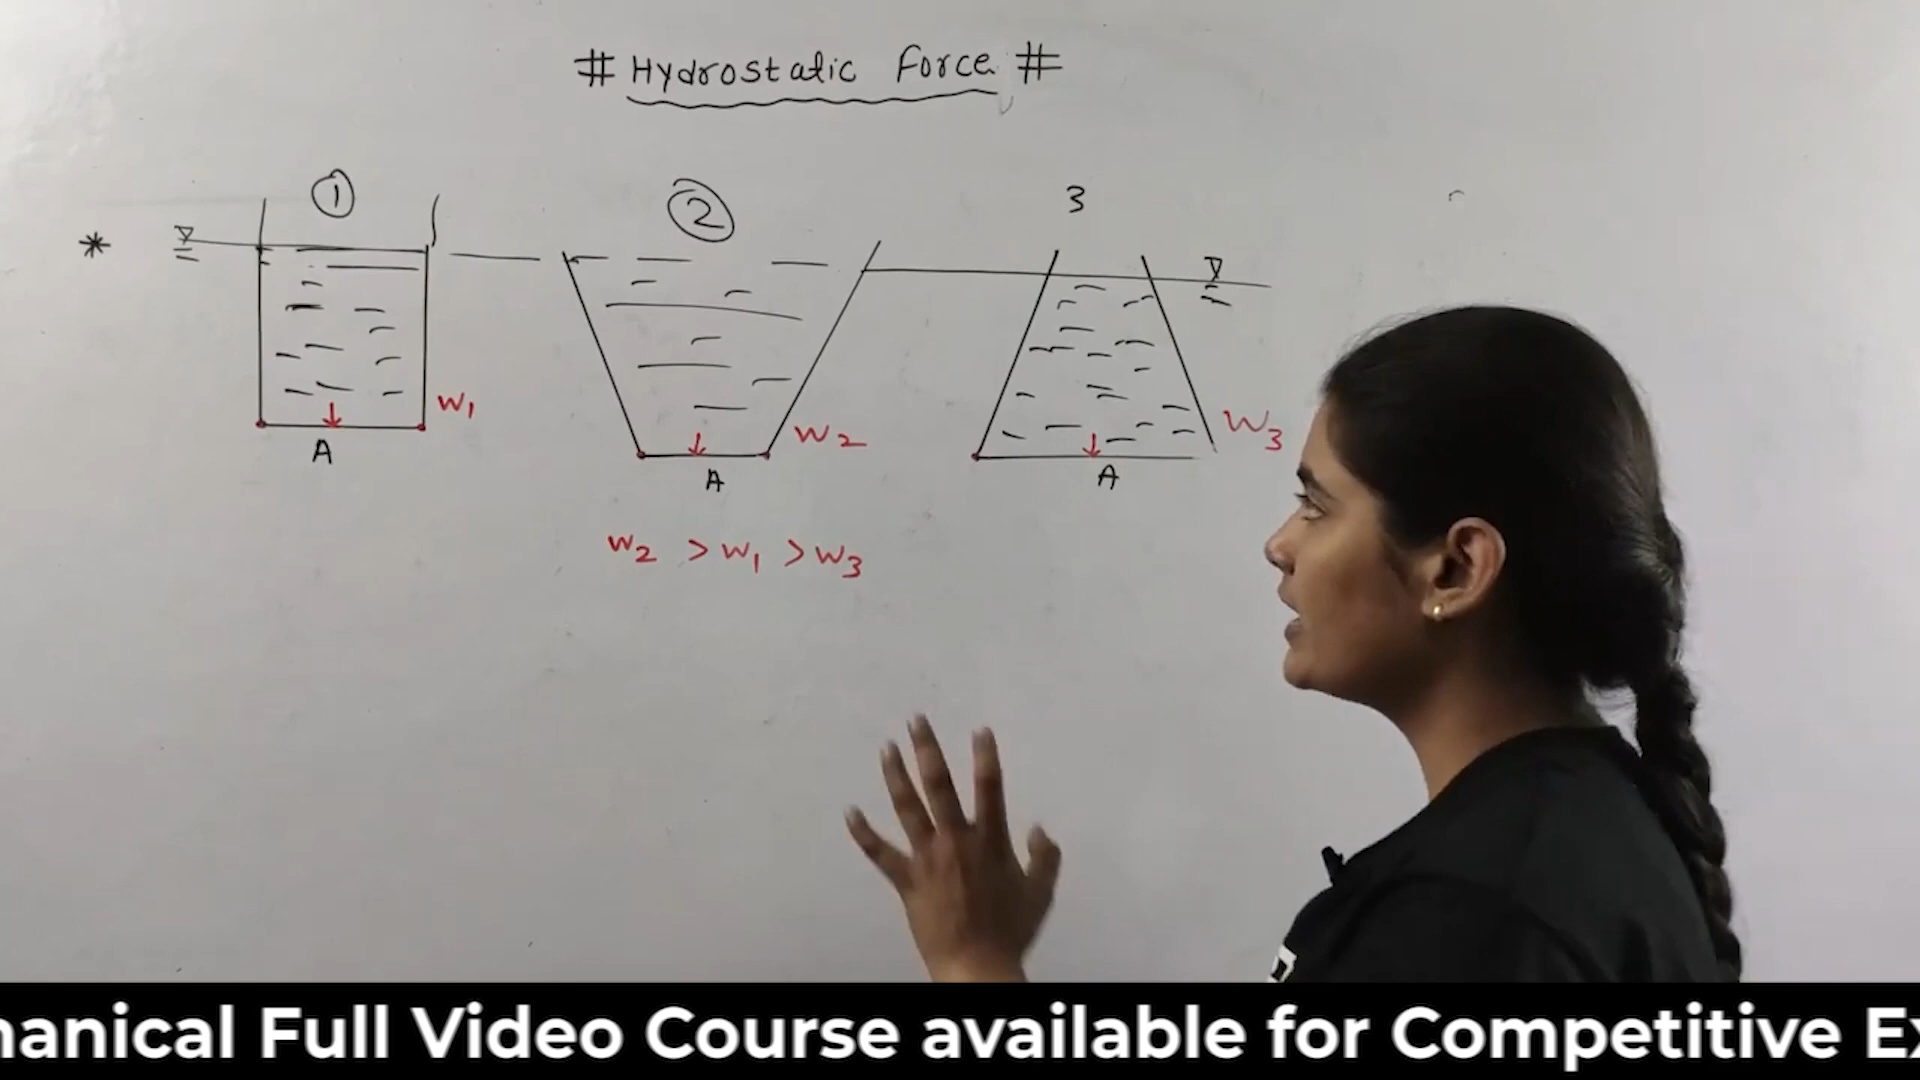 # Hydrostatic Force #
1 2 3
*
W1 W2 W3
A A A
W2 > W1 > W3
hanical Full Video Course available for Competitive Ex